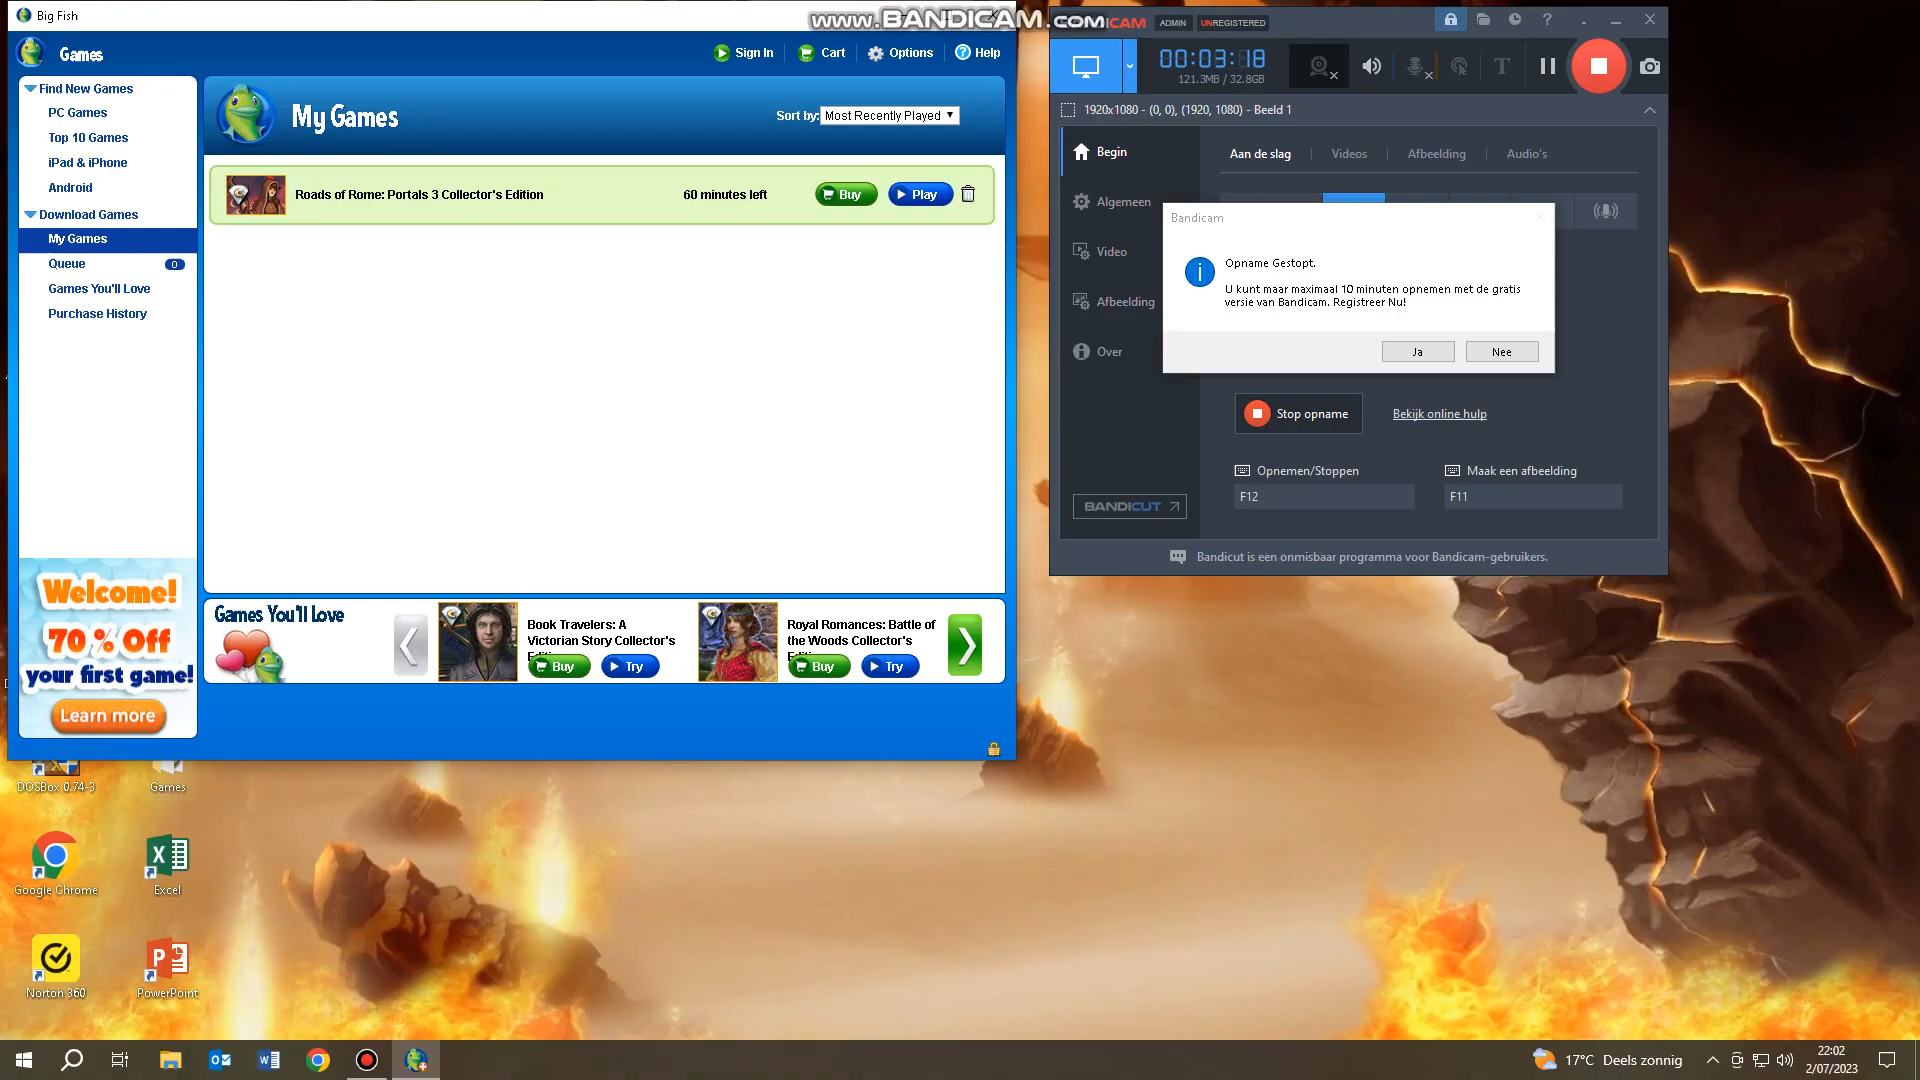 Big Fish
Games
Sign In
Cart
Options
Help
Find New Games
PC Games
Top 10 Games
iPad & iPhone
Android
Download Games
My Games
Queue
0
Games You'll Love
Purchase History
Welcome!
70 % Off
your first game!
Learn more
My Games
Sort by:
Most Recently Played
Roads of Rome: Portals 3 Collector's Edition
60 minutes left
Buy
Play
Games You'll Love
Book Travelers: A
Victorian Story Collector's
Buy
Try
Royal Romances: Battle of
the Woods Collector's
Buy
Try
www.BANDICAM.COM
CAM
ADMIN
UNREGISTERED
00:03:18
121.3MB / 32.8GB
1920x1080 - (0, 0), (1920, 1080) - Beeld 1
Begin
Algemeen
Video
Afbeelding
Over
BANDICUT
Aan de slag
Videos
Afbeelding
Audio's
Bandicam
Opname Gestopt.
U kunt maar maximaal 10 minuten opnemen met de gratis
versie van Bandicam. Registreer Nu!
Ja
Nee
Stop opname
Bekijk online hulp
Opnemen/Stoppen
Maak een afbeelding
F12
F11
Bandicut is een onmisbaar programma voor Bandicam-gebruikers.
DOSBox 0.74-3
Games
Google Chrome
Excel
Norton 360
PowerPoint
17°C Deels zonnig
22:02
2/07/2023